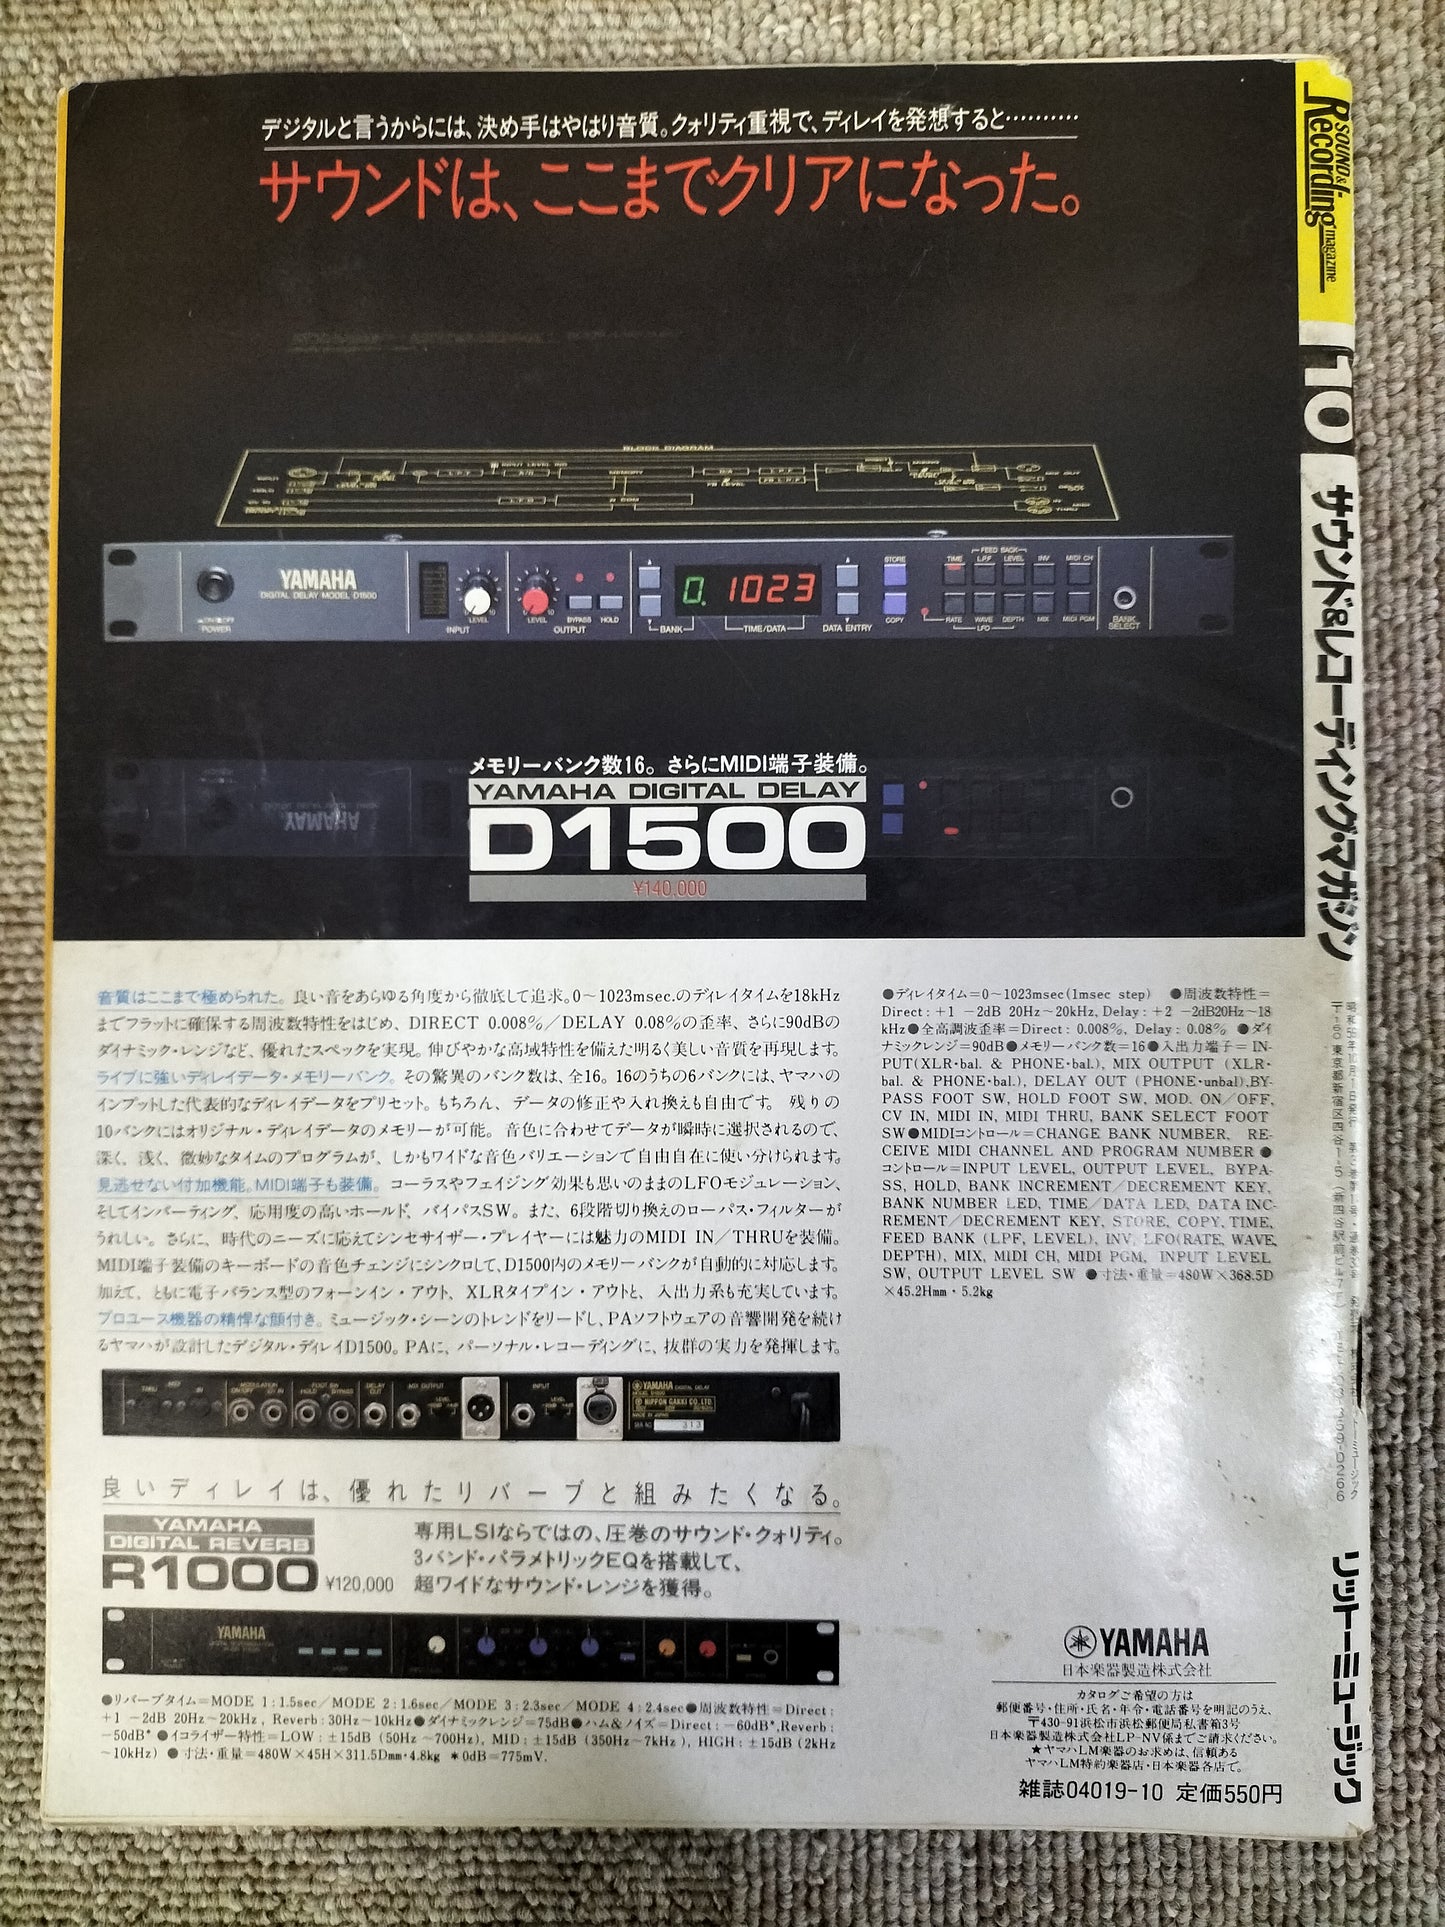 デジタルと言うからには、決め手はやはり音質。クォリティ重視で、ディレイを発想すると‥‥‥‥‥
サウンドは、ここまでクリアになった。
BLOCK DIAGRAM
YAMAHA
DIGITAL DELAY MODEL D1500
POWER
LEVEL
INPUT
LEVEL
BYPASS
HOLD
OUTPUT
BANK
0. 1023
TIME/DATA
DATA ENTRY
STORE
COPY
FEED BACK
TIME L.P.F LEVEL INV MIDI CH
RATE WAVE DEPTH MIX MIDI PGM
LFO
BANK SELECT
メモリーバンク数16。さらにMIDI端子装備。
YAMAHA DIGITAL DELAY
D1500
¥140,000
音質はここまで極められた。良い音をあらゆる角度から徹底して追求。0〜1023msec.のディレイタイムを18kHz
までフラットに確保する周波数特性をはじめ、DIRECT 0.008%/DELAY 0.08%の歪率、さらに90dBの
ダイナミック・レンジなど、優れたスペックを実現。伸びやかな高域特性を備えた明るく美しい音質を再現します。
ライブに強いディレイデータ・メモリーバンク。その驚異のバンク数は、全16。16のうちの6バンクには、ヤマハの
インプットした代表的なディレイデータをプリセット。もちろん、データの修正や入れ換えも自由です。残りの
10バンクにはオリジナル・ディレイデータのメモリーが可能。音色に合わせてデータが瞬時に選択されるので、
深く、浅く、微妙なタイムのプログラムが、しかもワイドな音色バリエーションで自由自在に使い分けられます。
見逃せない付加機能。MIDI端子も装備。コーラスやフェイジング効果も思いのままのLFOモジュレーション、
そしてインバーティング、応用度の高いホールド、バイパスSW。また、6段階切り換えのローパス・フィルターが
うれしい。さらに、時代のニーズに応えてシンセサイザー・プレイヤーには魅力のMIDI IN/THRUを装備。
MIDI端子装備のキーボードの音色チェンジにシンクロして、D1500内のメモリーバンクが自動的に対応します。
加えて、ともに電子バランス型のフォーンイン・アウト、XLRタイプイン・アウトと、入出力系も充実しています。
プロユース機器の精悍な顔付き。ミュージック・シーンのトレンドをリードし、PAソフトウェアの音響開発を続け
るヤマハが設計したデジタル・ディレイD1500。PAに、パーソナル・レコーディングに、抜群の実力を発揮します。
●ディレイタイム=0〜1023msec(1msec step) ●周波数特性=
Direct:+1 −2dB 20Hz〜20kHz, Delay:+2 −2dB20Hz〜18
kHz●全高調波歪率=Direct: 0.008%, Delay: 0.08% ●ダイ
ナミックレンジ=90dB●メモリーバンク数=16●入出力端子=IN-
PUT(XLR・bal. & PHONE・bal.), MIX OUTPUT (XLR・
bal. & PHONE・bal.), DELAY OUT (PHONE・unbal),BY-
PASS FOOT SW, HOLD FOOT SW, MOD. ON/OFF,
CV IN, MIDI IN, MIDI THRU, BANK SELECT FOOT
SW●MIDIコントロール=CHANGE BANK NUMBER, RE-
CEIVE MIDI CHANNEL AND PROGRAM NUMBER●
コントロール=INPUT LEVEL, OUTPUT LEVEL, BYPA-
SS, HOLD, BANK INCREMENT/DECREMENT KEY,
BANK NUMBER LED, TIME/DATA LED, DATA INC-
REMENT/DECREMENT KEY, STORE, COPY, TIME,
FEED BANK (LPF, LEVEL), INV, LFO(RATE, WAVE,
DEPTH), MIX, MIDI CH, MIDI PGM, INPUT LEVEL
SW, OUTPUT LEVEL SW ●寸法・重量=480W×368.5D
×45.2Hmm・5.2kg
YAMAHA DIGITAL DELAY
NIPPON GAKKI CO., LTD.
MADE IN JAPAN
313
良いディレイは、優れたリバーブと組みたくなる。
YAMAHA
DIGITAL REVERB
R1000 ¥120,000
専用LSIならではの、圧巻のサウンド・クォリティ。
3バンド・パラメトリックEQを搭載して、
超ワイドなサウンド・レンジを獲得。
YAMAHA
●リバーブタイム=MODE 1:1.5sec/MODE 2:1.6sec/MODE 3:2.3sec/MODE 4:2.4sec●周波数特性=Direct:
+1 −2dB 20Hz〜20kHz, Reverb:30Hz〜10kHz●ダイナミックレンジ=75dB●ハム&ノイズ=Direct:−60dB*,Reverb:
−50dB*●イコライザー特性=LOW:±15dB (50Hz〜700Hz), MID:±15dB (350Hz〜7kHz), HIGH:±15dB (2kHz
〜10kHz) ●寸法・重量=480W×45H×311.5Dmm・4.8kg *0dB=775mV.
YAMAHA
日本楽器製造株式会社
カタログご希望の方は
郵便番号・住所・氏名・年令・電話番号を明記のうえ、
〒430-91浜松市浜松郵便局私書箱3号
日本楽器製造株式会社LP-NV係までご請求ください。
★ヤマハLM楽器のお求めは、信頼ある
ヤマハLM特約楽器店・日本楽器各店で。
雑誌04019-10 定価550円
SOUND & Recording magazine
10
サウンド&レコーディング・マガジン
リットーミュージック